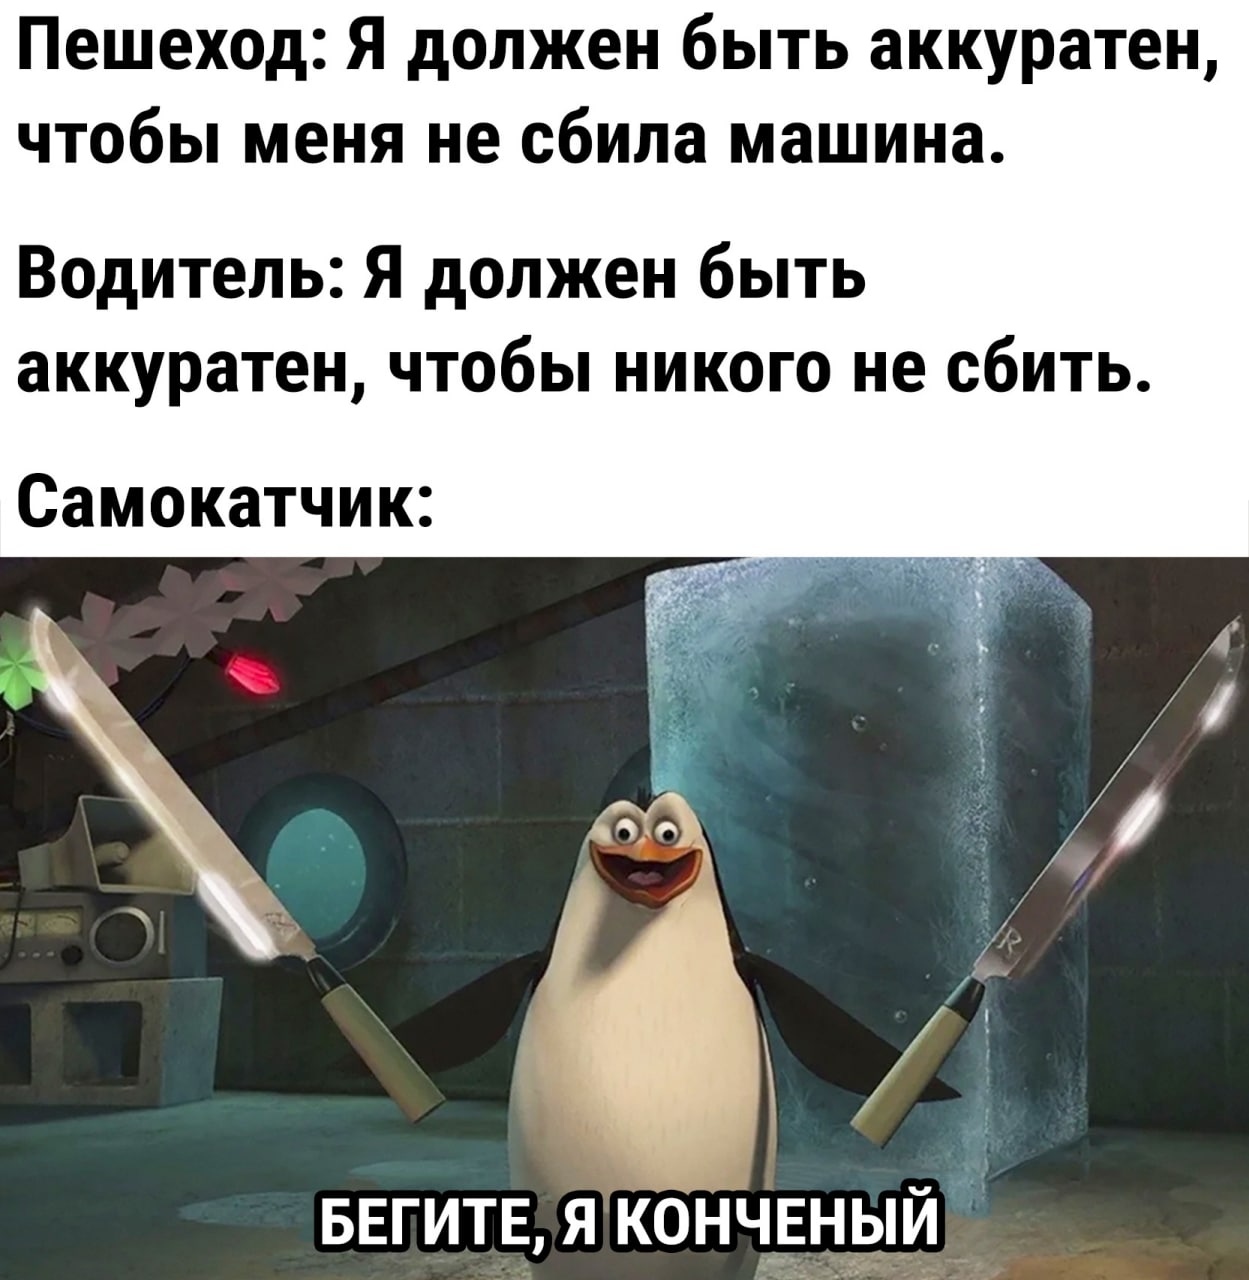 Пешеход: Я должен быть аккуратен,
чтобы меня не сбила машина.
Водитель: Я должен быть
аккуратен, чтобы никого не сбить.
Самокатчик:
R
БЕГИТЕ, Я КОНЧЕНЫЙ